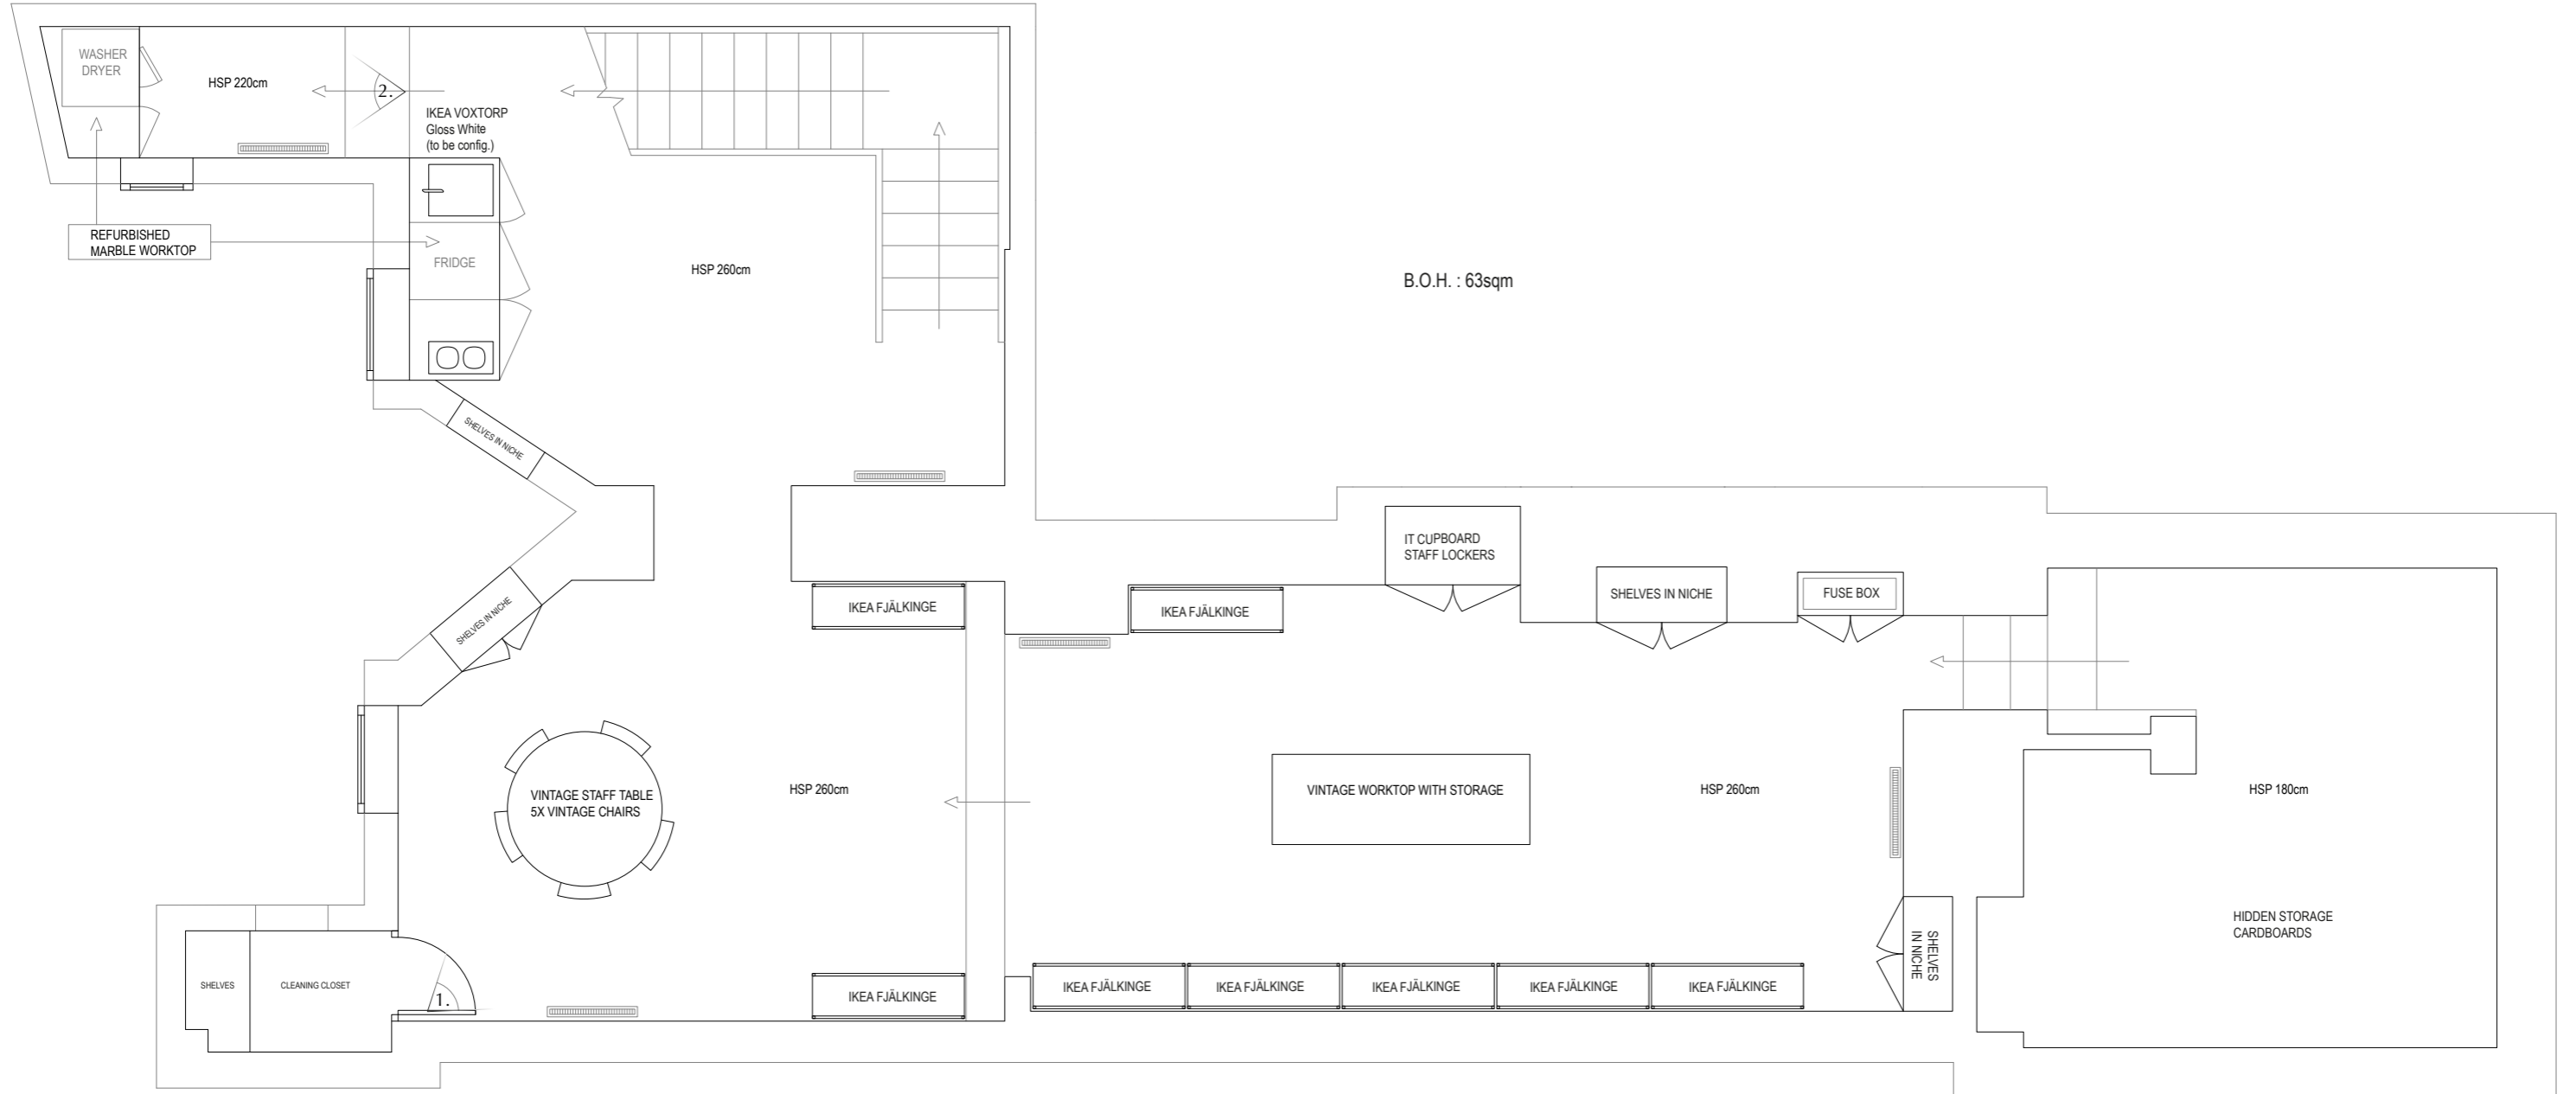 WASHER
DRYER
HSP 220cm
2.
IKEA VOXTORP
Gloss White
(to be config.)
REFURBISHED
MARBLE WORKTOP
FRIDGE
HSP 260cm
B.O.H. : 63sqm
SHELVES IN NICHE
IT CUPBOARD
STAFF LOCKERS
SHELVES IN NICHE
FUSE BOX
IKEA FJÄLKINGE
IKEA FJÄLKINGE
SHELVES IN NICHE
VINTAGE STAFF TABLE
5X VINTAGE CHAIRS
HSP 260cm
VINTAGE WORKTOP WITH STORAGE
HSP 260cm
HSP 180cm
HIDDEN STORAGE
CARDBOARDS
SHELVES
IN NICHE
SHELVES
CLEANING CLOSET
1.
IKEA FJÄLKINGE
IKEA FJÄLKINGE
IKEA FJÄLKINGE
IKEA FJÄLKINGE
IKEA FJÄLKINGE
IKEA FJÄLKINGE